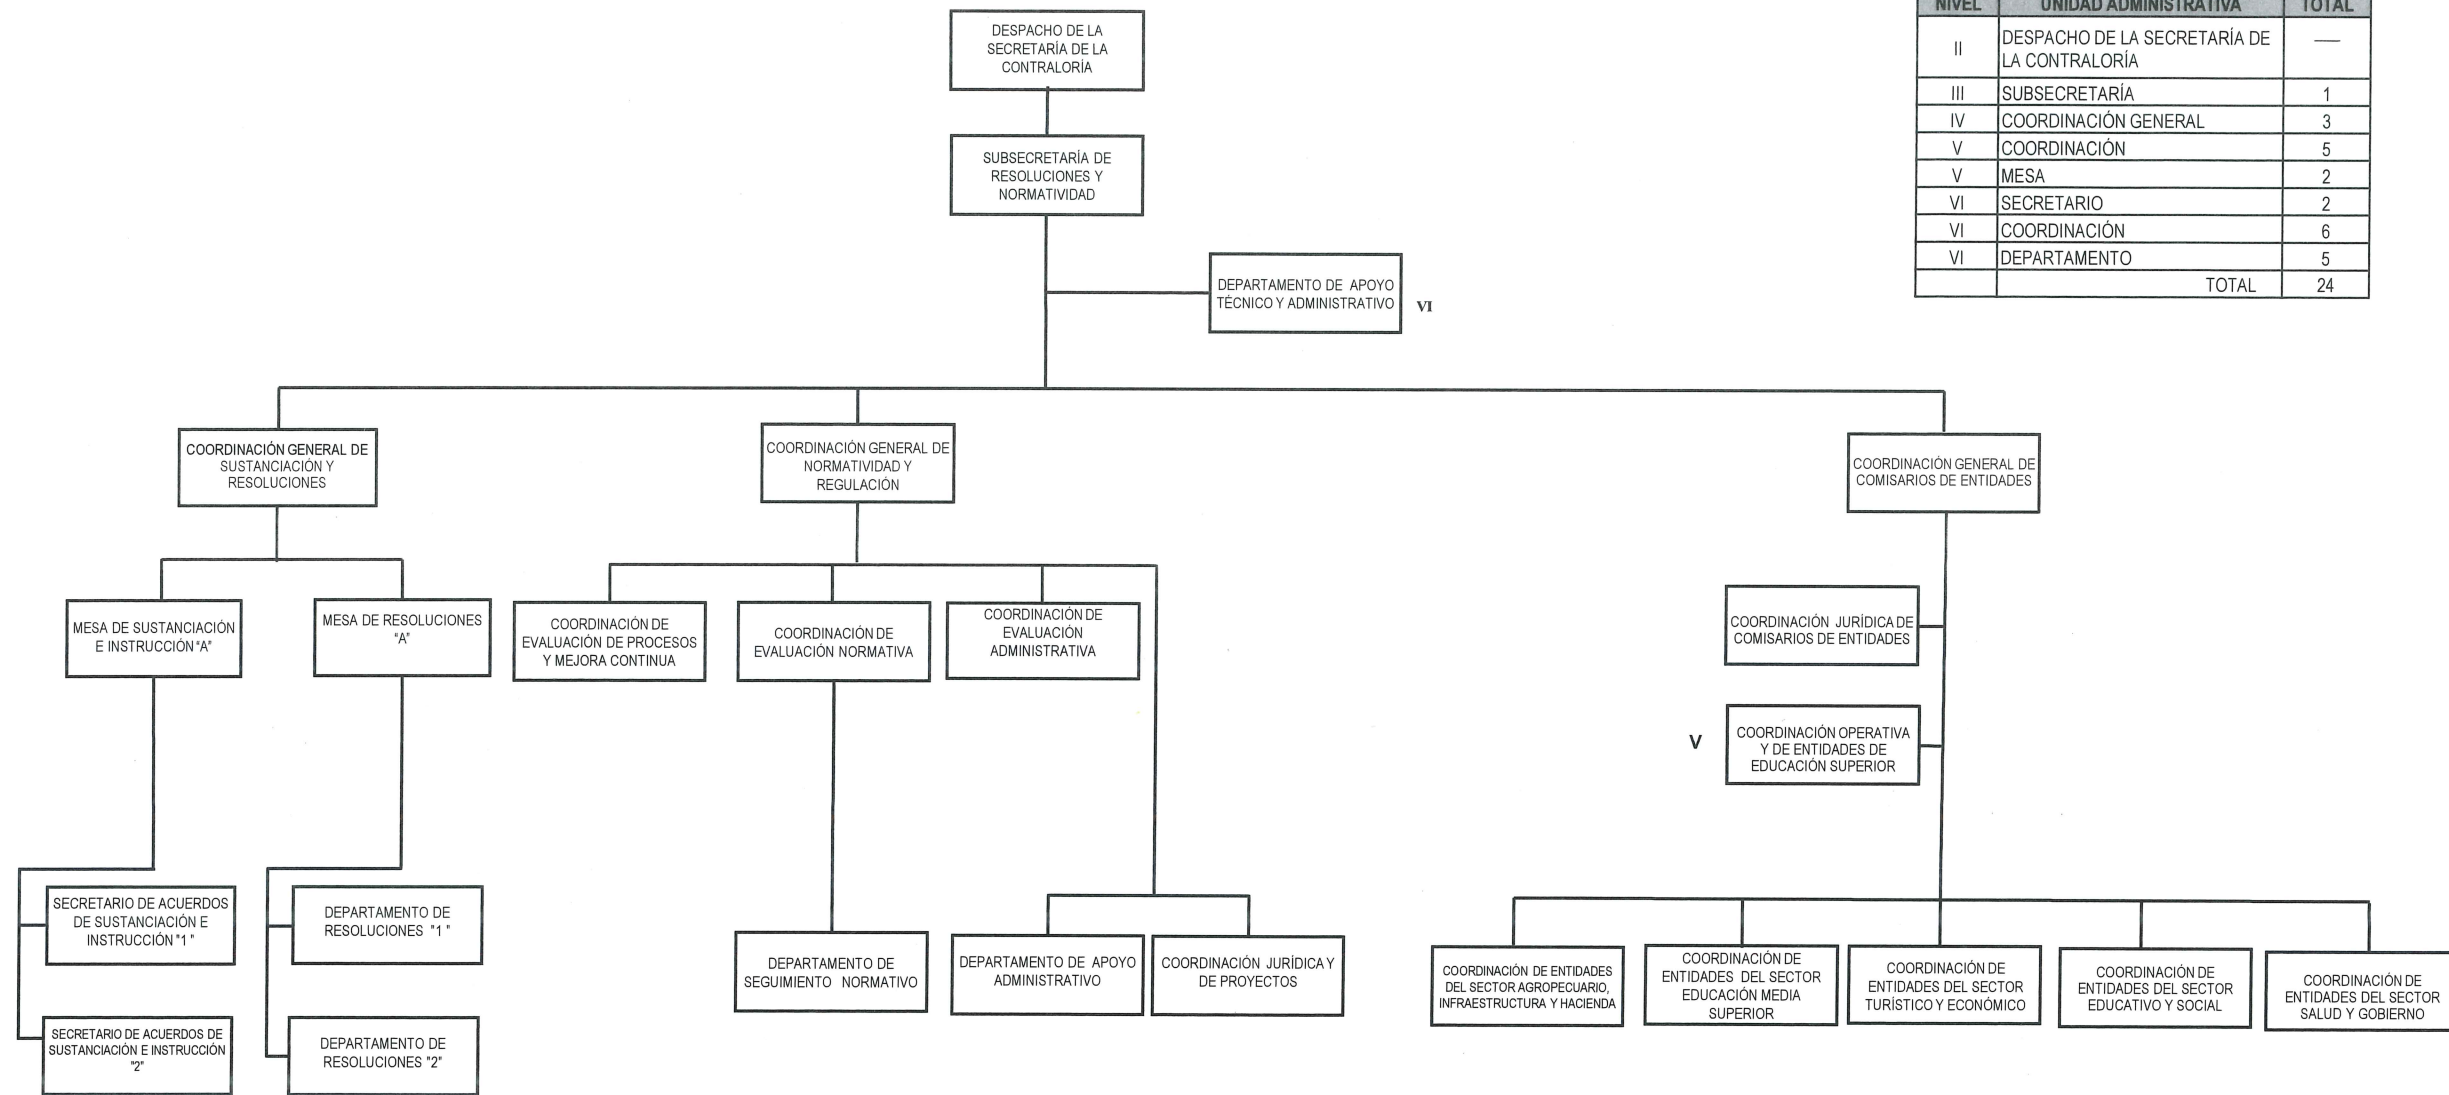 DESPACHO DE LA
SECRETARÍA DE LA
CONTRALORÍA
NIVEL UNIDAD ADMINISTRATIVA TOTAL
II DESPACHO DE LA SECRETARÍA DE
LA CONTRALORÍA —
III SUBSECRETARÍA 1
IV COORDINACIÓN GENERAL 3
V COORDINACIÓN 5
V MESA 2
VI SECRETARIO 2
VI COORDINACIÓN 6
VI DEPARTAMENTO 5
TOTAL 24
SUBSECRETARÍA DE
RESOLUCIONES Y
NORMATIVIDAD
DEPARTAMENTO DE APOYO
TÉCNICO Y ADMINISTRATIVO
VI
COORDINACIÓN GENERAL DE
SUSTANCIACIÓN Y
RESOLUCIONES
COORDINACIÓN GENERAL DE
NORMATIVIDAD Y
REGULACIÓN
COORDINACIÓN GENERAL DE
COMISARIOS DE ENTIDADES
MESA DE SUSTANCIACIÓN
E INSTRUCCIÓN "A"
MESA DE RESOLUCIONES
"A"
COORDINACIÓN DE
EVALUACIÓN DE PROCESOS
Y MEJORA CONTINUA
COORDINACIÓN DE
EVALUACIÓN NORMATIVA
COORDINACIÓN DE
EVALUACIÓN
ADMINISTRATIVA
COORDINACIÓN JURÍDICA DE
COMISARIOS DE ENTIDADES
V
COORDINACIÓN OPERATIVA
Y DE ENTIDADES DE
EDUCACIÓN SUPERIOR
SECRETARIO DE ACUERDOS
DE SUSTANCIACIÓN E
INSTRUCCIÓN "1 "
DEPARTAMENTO DE
RESOLUCIONES "1 "
DEPARTAMENTO DE
SEGUIMIENTO NORMATIVO
DEPARTAMENTO DE APOYO
ADMINISTRATIVO
COORDINACIÓN JURÍDICA Y
DE PROYECTOS
COORDINACIÓN DE ENTIDADES
DEL SECTOR AGROPECUARIO,
INFRAESTRUCTURA Y HACIENDA
COORDINACIÓN DE
ENTIDADES DEL SECTOR
EDUCACIÓN MEDIA
SUPERIOR
COORDINACIÓN DE
ENTIDADES DEL SECTOR
TURÍSTICO Y ECONÓMICO
COORDINACIÓN DE
ENTIDADES DEL SECTOR
EDUCATIVO Y SOCIAL
COORDINACIÓN DE
ENTIDADES DEL SECTOR
SALUD Y GOBIERNO
SECRETARIO DE ACUERDOS DE
SUSTANCIACIÓN E INSTRUCCIÓN
"2"
DEPARTAMENTO DE
RESOLUCIONES "2"